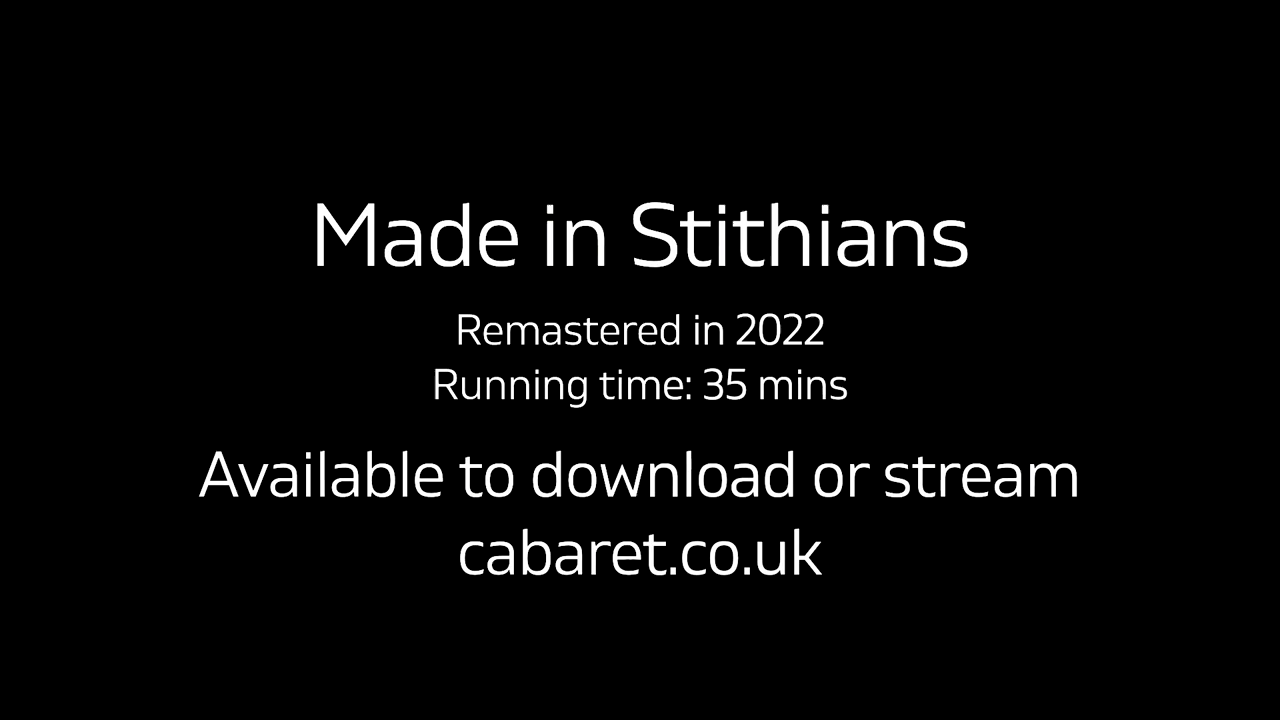 Made in Stithians
Remastered in 2022
Running time: 35 mins
Available to download or stream
cabaret.co.uk